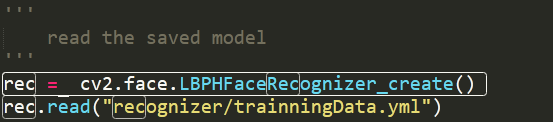 '''
read the saved model
'''
rec = cv2.face.LBPHFaceRecognizer_create()
rec.read("recognizer/trainningData.yml")